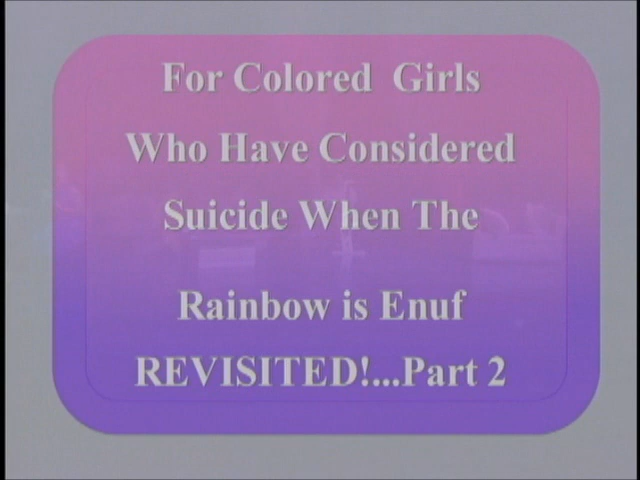 For Colored  Girls
Who Have Considered
Suicide When The
Rainbow is Enuf
REVISITED!...Part 2